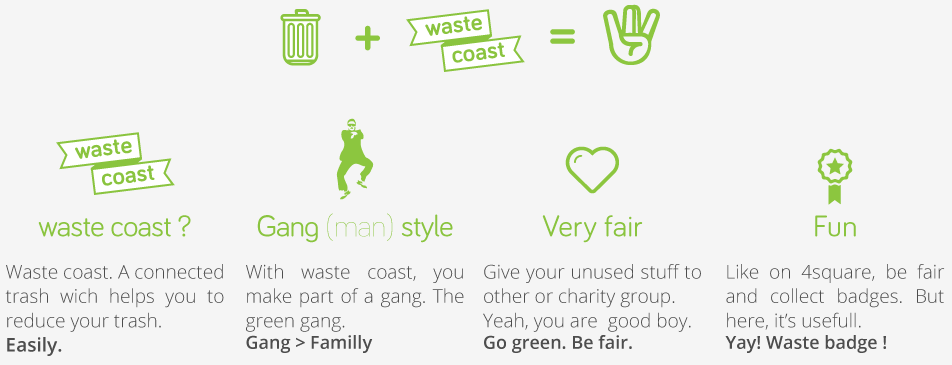 waste
coast
waste
coast
waste coast ?
Waste coast. A connected
trash wich helps you to
reduce your trash.
Easily.
Gang (man) style
With waste coast, you
make part of a gang. The
green gang.
Gang > Familly
Very fair
Give your unused stuff to
other or charity group.
Yeah, you are good boy.
Go green. Be fair.
Fun
Like on 4square, be fair
and collect badges. But
here, it's usefull.
Yay! Waste badge !